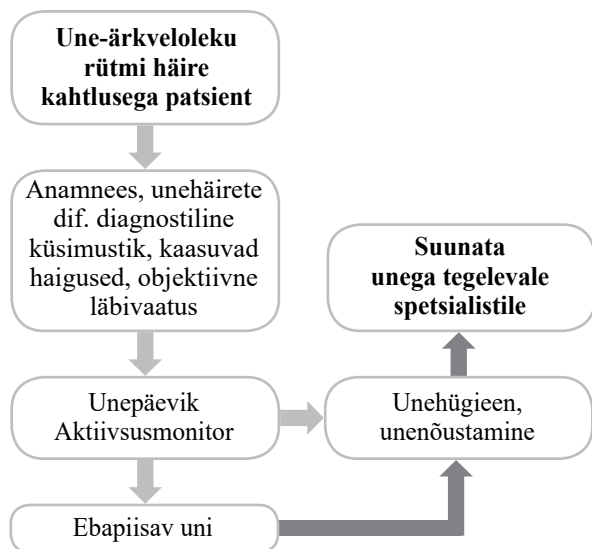 Une-ärkveloleku
rütmi häire
kahtlusega patsient
Anamnees, unehäirete
dif. diagnostiline
küsimustik, kaasuvad
haigused, objektiivne
läbivaatus
Suunata
unega tegelevale
spetsialistile
Unepäevik
Aktiivsusmonitor
Unehügieen,
unenõustamine
Ebapiisav uni